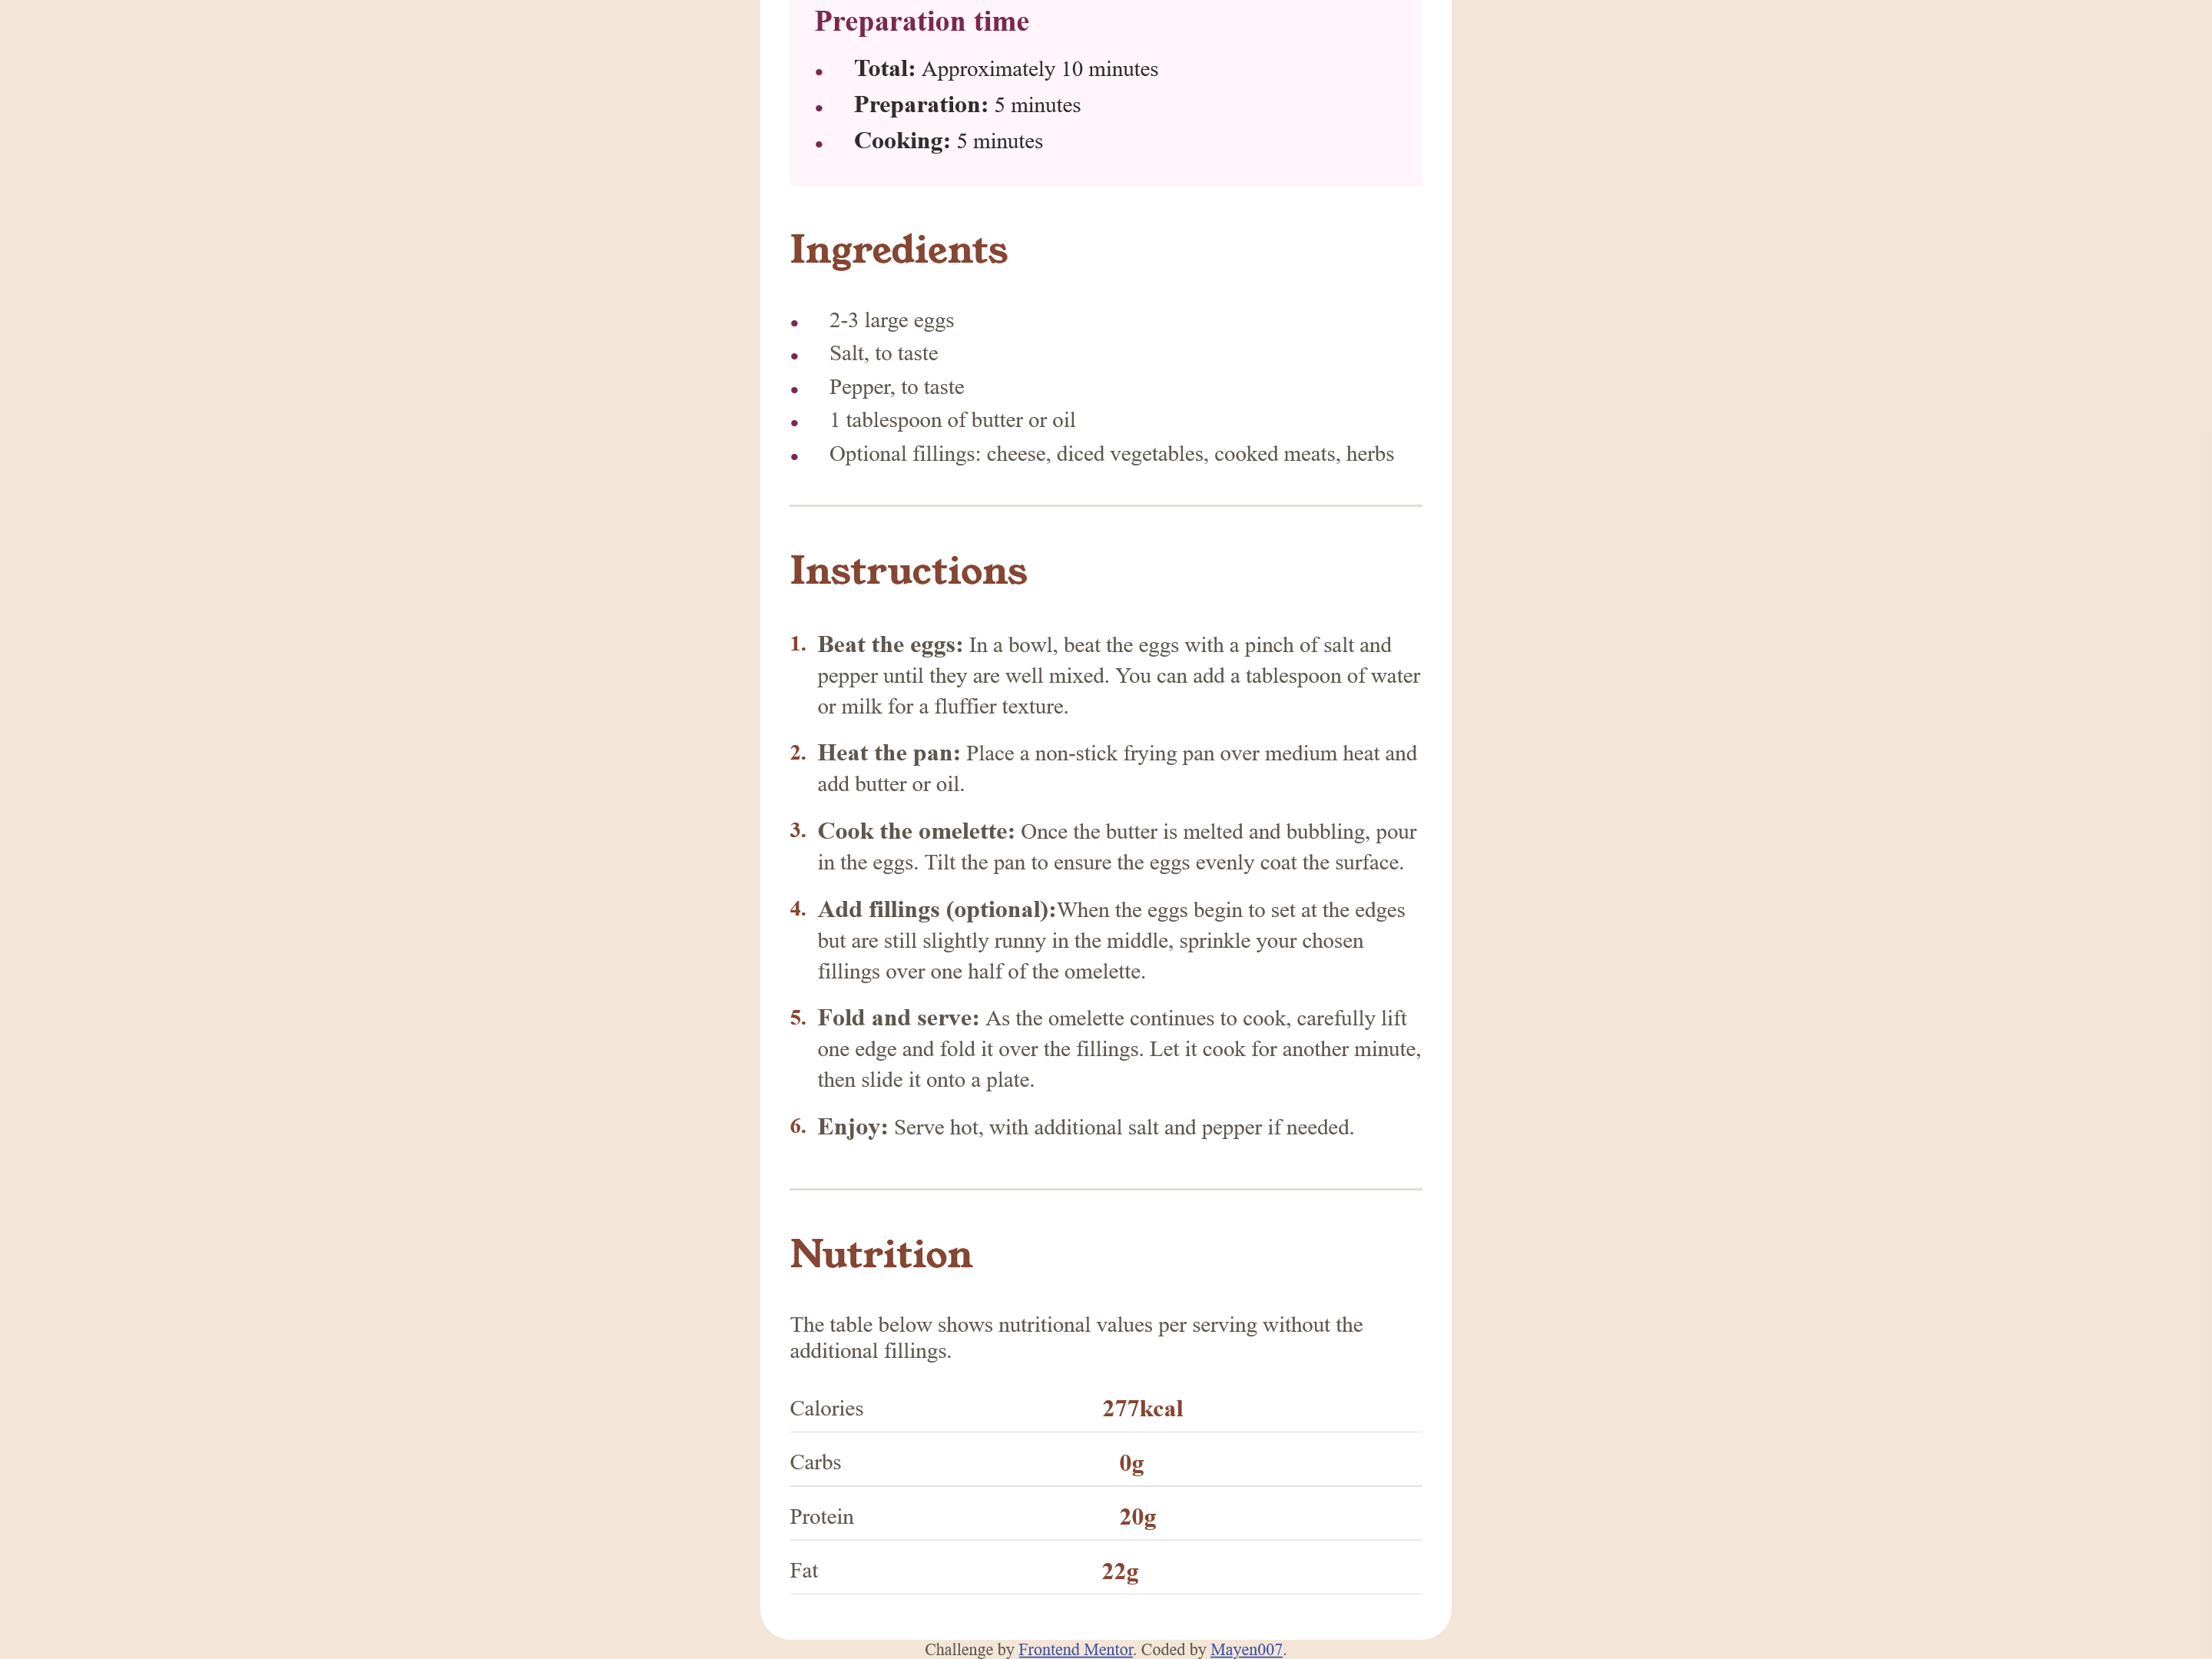 Preparation time
• Total: Approximately 10 minutes
• Preparation: 5 minutes
• Cooking: 5 minutes
Ingredients
• 2-3 large eggs
• Salt, to taste
• Pepper, to taste
• 1 tablespoon of butter or oil
• Optional fillings: cheese, diced vegetables, cooked meats, herbs
Instructions
1. Beat the eggs: In a bowl, beat the eggs with a pinch of salt and
pepper until they are well mixed. You can add a tablespoon of water
or milk for a fluffier texture.
2. Heat the pan: Place a non-stick frying pan over medium heat and
add butter or oil.
3. Cook the omelette: Once the butter is melted and bubbling, pour
in the eggs. Tilt the pan to ensure the eggs evenly coat the surface.
4. Add fillings (optional):When the eggs begin to set at the edges
but are still slightly runny in the middle, sprinkle your chosen
fillings over one half of the omelette.
5. Fold and serve: As the omelette continues to cook, carefully lift
one edge and fold it over the fillings. Let it cook for another minute,
then slide it onto a plate.
6. Enjoy: Serve hot, with additional salt and pepper if needed.
Nutrition
The table below shows nutritional values per serving without the
additional fillings.
Calories 277kcal
Carbs 0g
Protein 20g
Fat 22g
Challenge by Frontend Mentor. Coded by Mayen007.